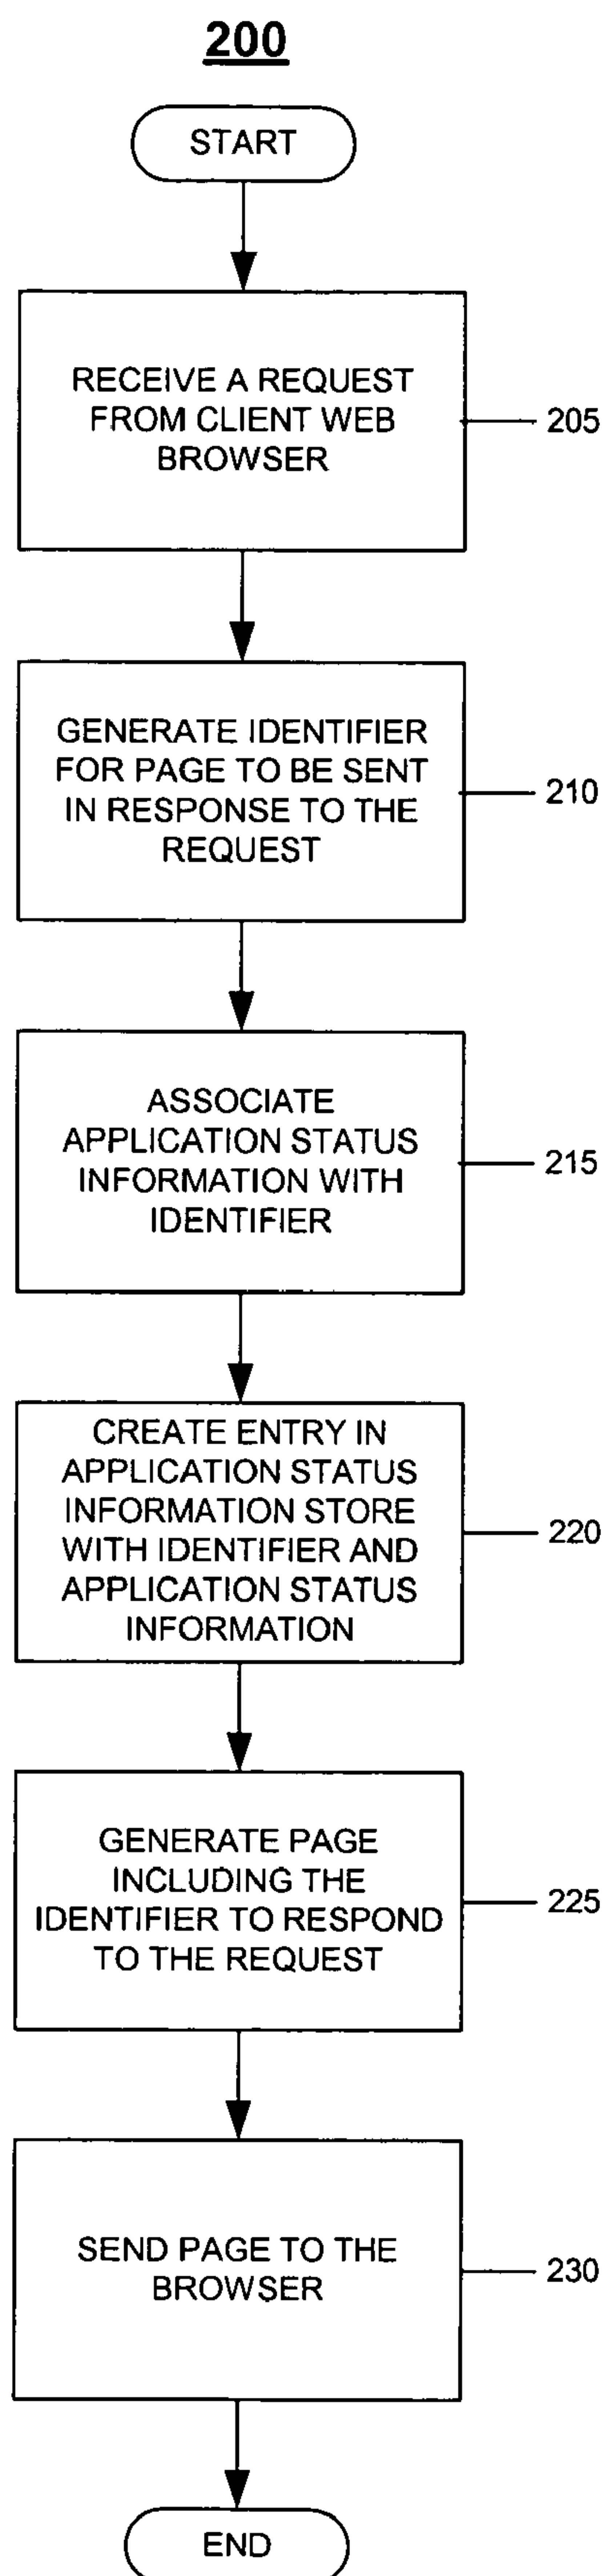 200
START
RECEIVE A REQUEST
FROM CLIENT WEB
BROWSER
205
GENERATE IDENTIFIER
FOR PAGE TO BE SENT
IN RESPONSE TO THE
REQUEST
210
ASSOCIATE
APPLICATION STATUS
INFORMATION WITH
IDENTIFIER
215
CREATE ENTRY IN
APPLICATION STATUS
INFORMATION STORE
WITH IDENTIFIER AND
APPLICATION STATUS
INFORMATION
220
GENERATE PAGE
INCLUDING THE
IDENTIFIER TO RESPOND
TO THE REQUEST
225
SEND PAGE TO THE
BROWSER
230
END